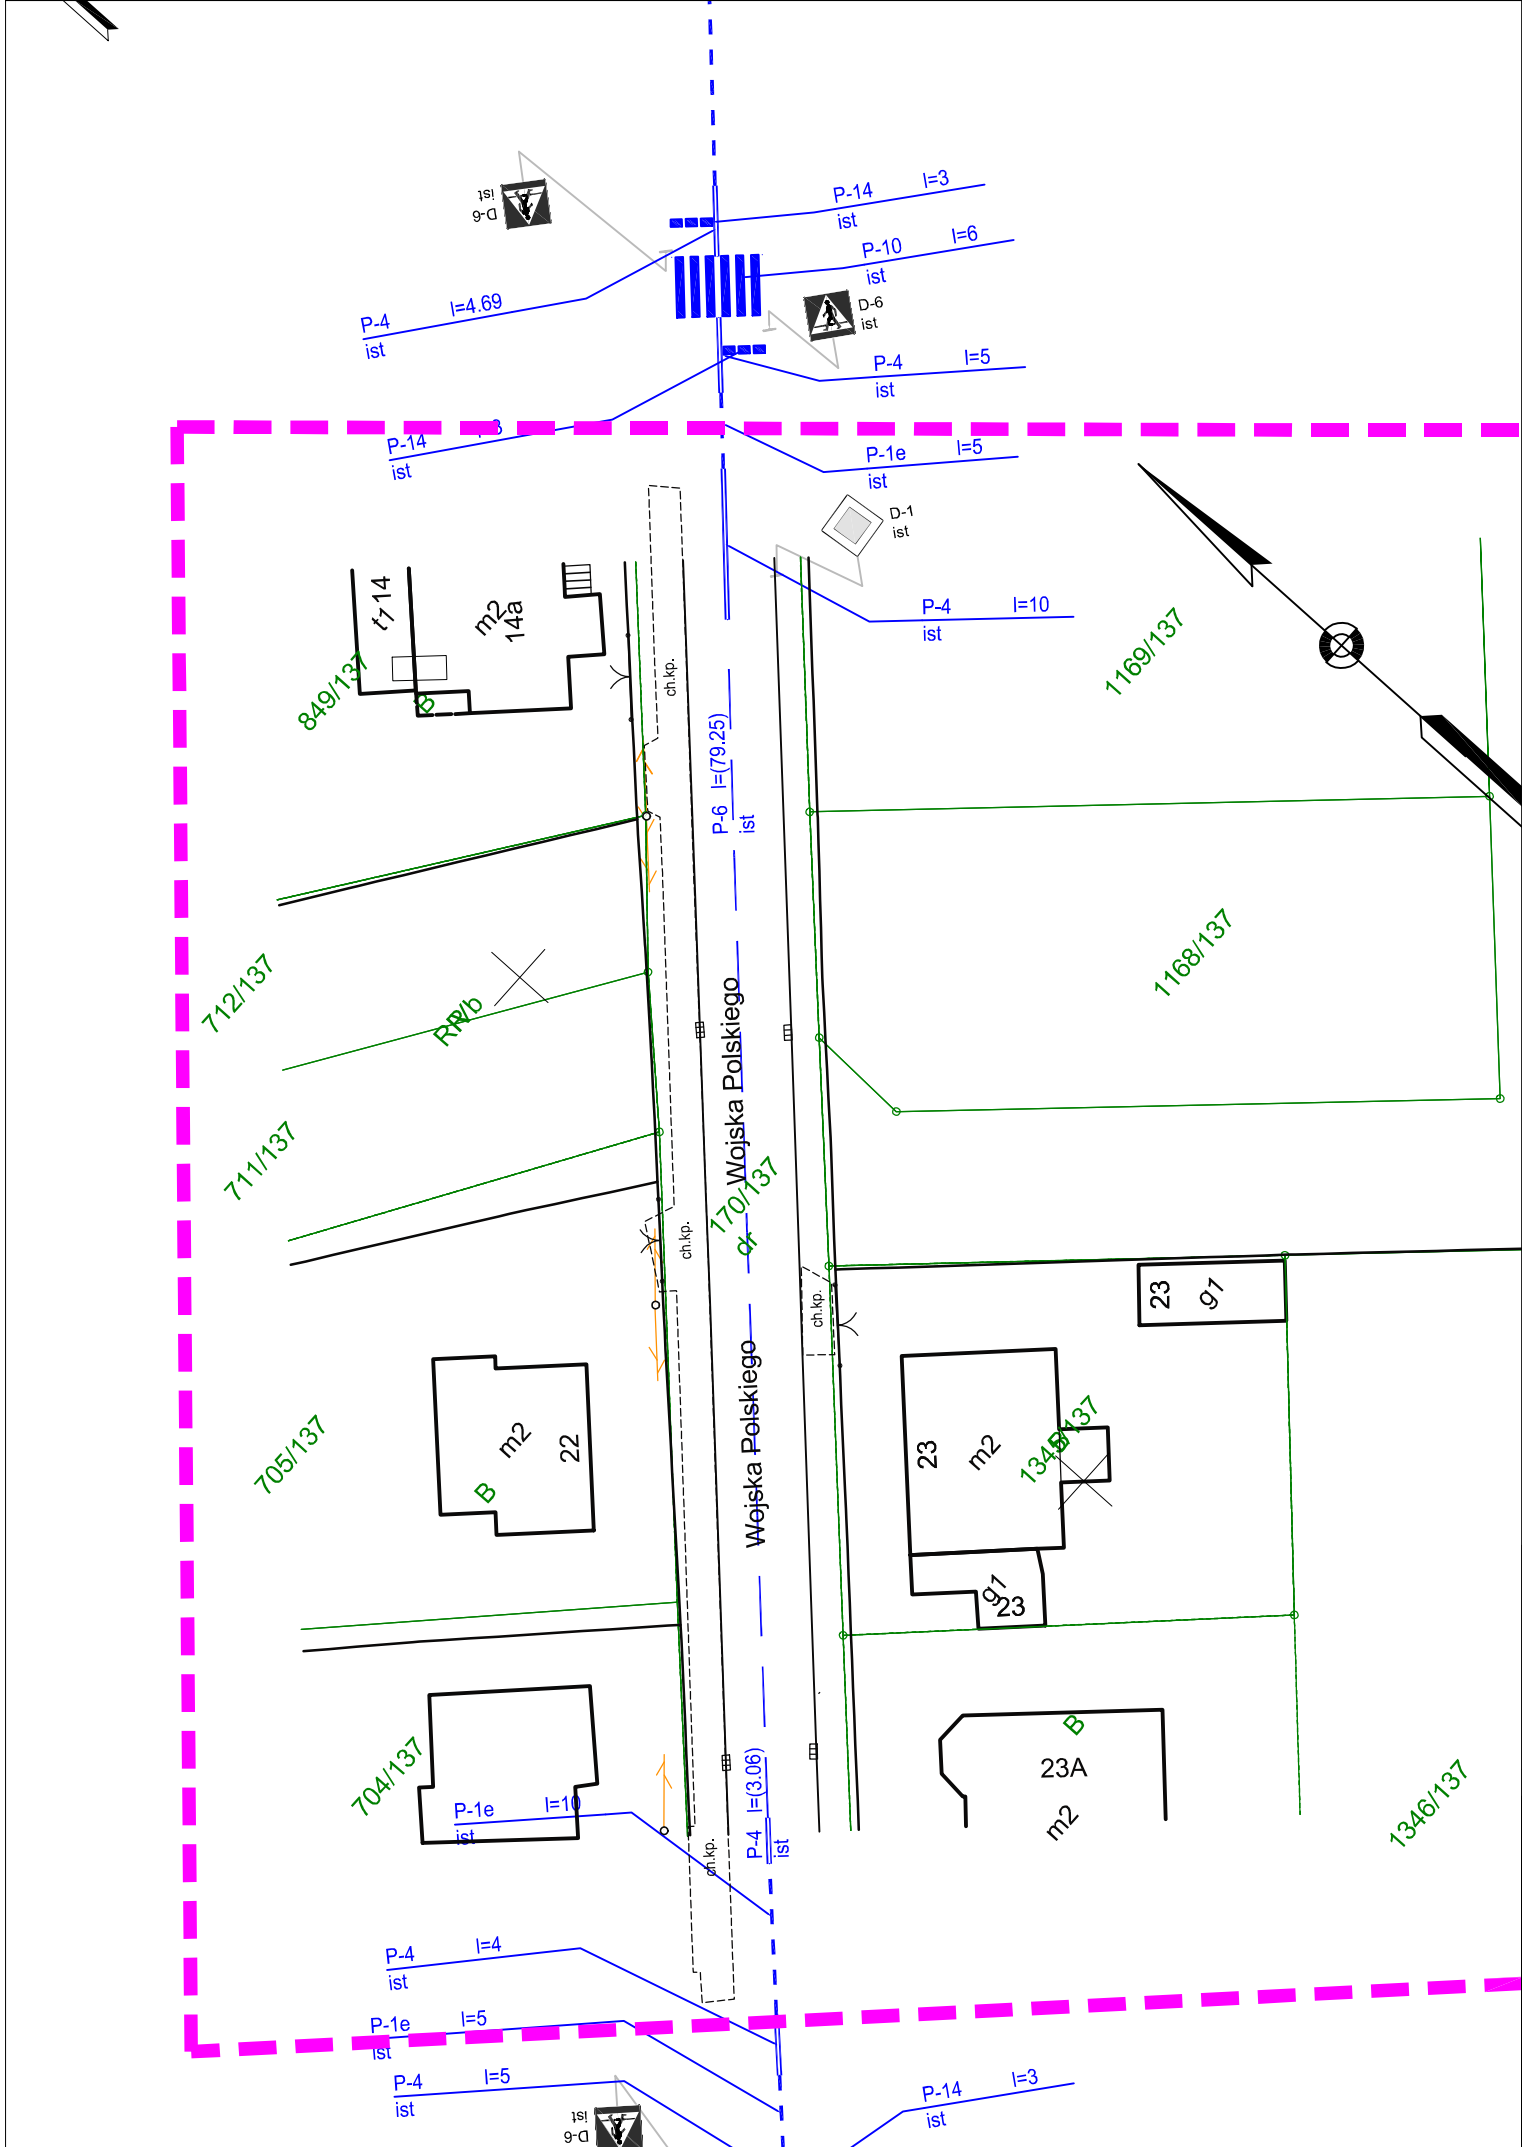 P-14 l=3
ist
D-6
ist
P-10 l=6
ist
D-6
ist
P-4 l=4.69
ist
P-4 l=5
ist
P-14 l=3
ist
P-1e l=5
ist
D-1
ist
P-4 l=10
ist
14
m2
14a
ch.kp.
849/137
B
1169/137
P-6 l=(79.25)
ist
712/137
R
R/b
Wojska Polskiego
1168/137
711/137
170/137
dr
ch.kp.
ch.kp.
23
g1
705/137
m2
22
B
Wojska Polskiego
23
m2
1345/137
B
g1
23
704/137
B
23A
m2
1346/137
P-1e l=10
ist
P-4 l=(3.06)
ist
ch.kp.
P-4 l=4
ist
P-1e l=5
ist
P-4 l=5
ist
P-14 l=3
ist
D-6
ist